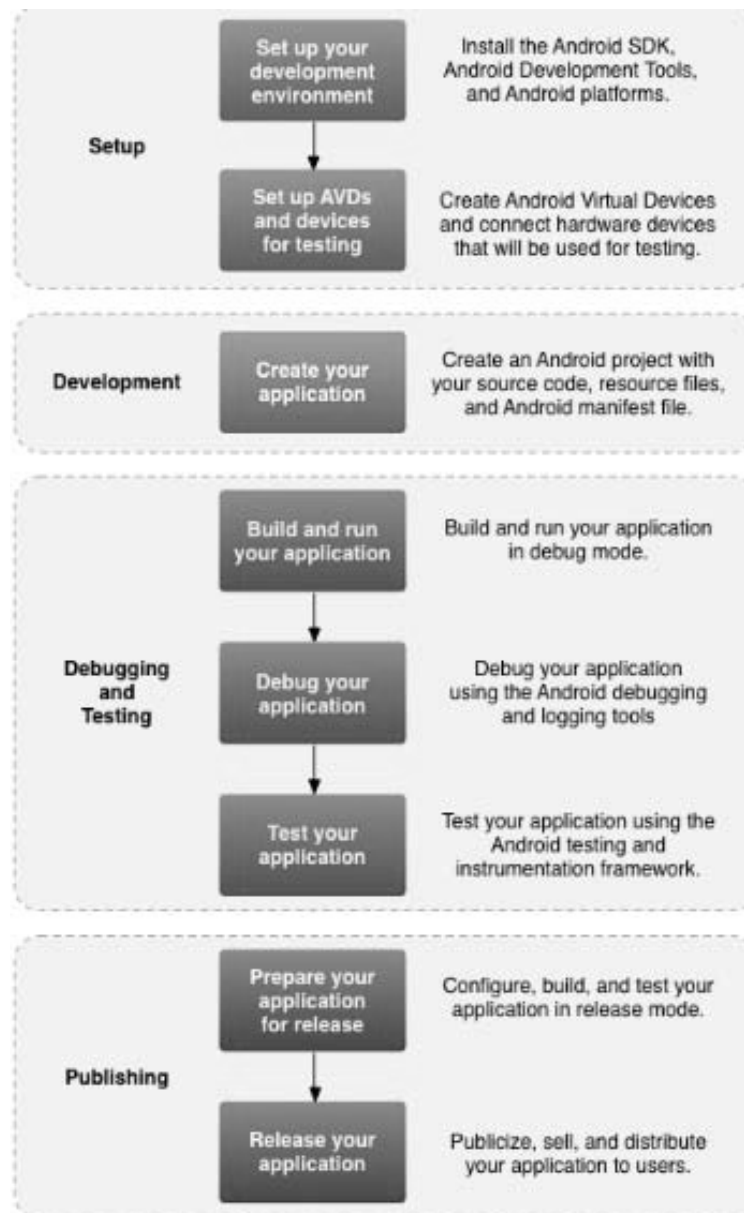 Set up your
development
environment
Install the Android SDK,
Android Development Tools,
and Android platforms.
Setup
Set up AVDs
and devices
for testing
Create Android Virtual Devices
and connect hardware devices
that will be used for testing.
Development
Create your
application
Create an Android project with
your source code, resource files,
and Android manifest file.
Build and run
your application
Build and run your application
in debug mode.
Debugging
and
Testing
Debug your
application
Debug your application
using the Android debugging
and logging tools
Test your
application
Test your application using the
Android testing and
instrumentation framework.
Prepare your
application
for release
Configure, build, and test your
application in release mode.
Publishing
Release your
application
Publicize, sell, and distribute
your application to users.